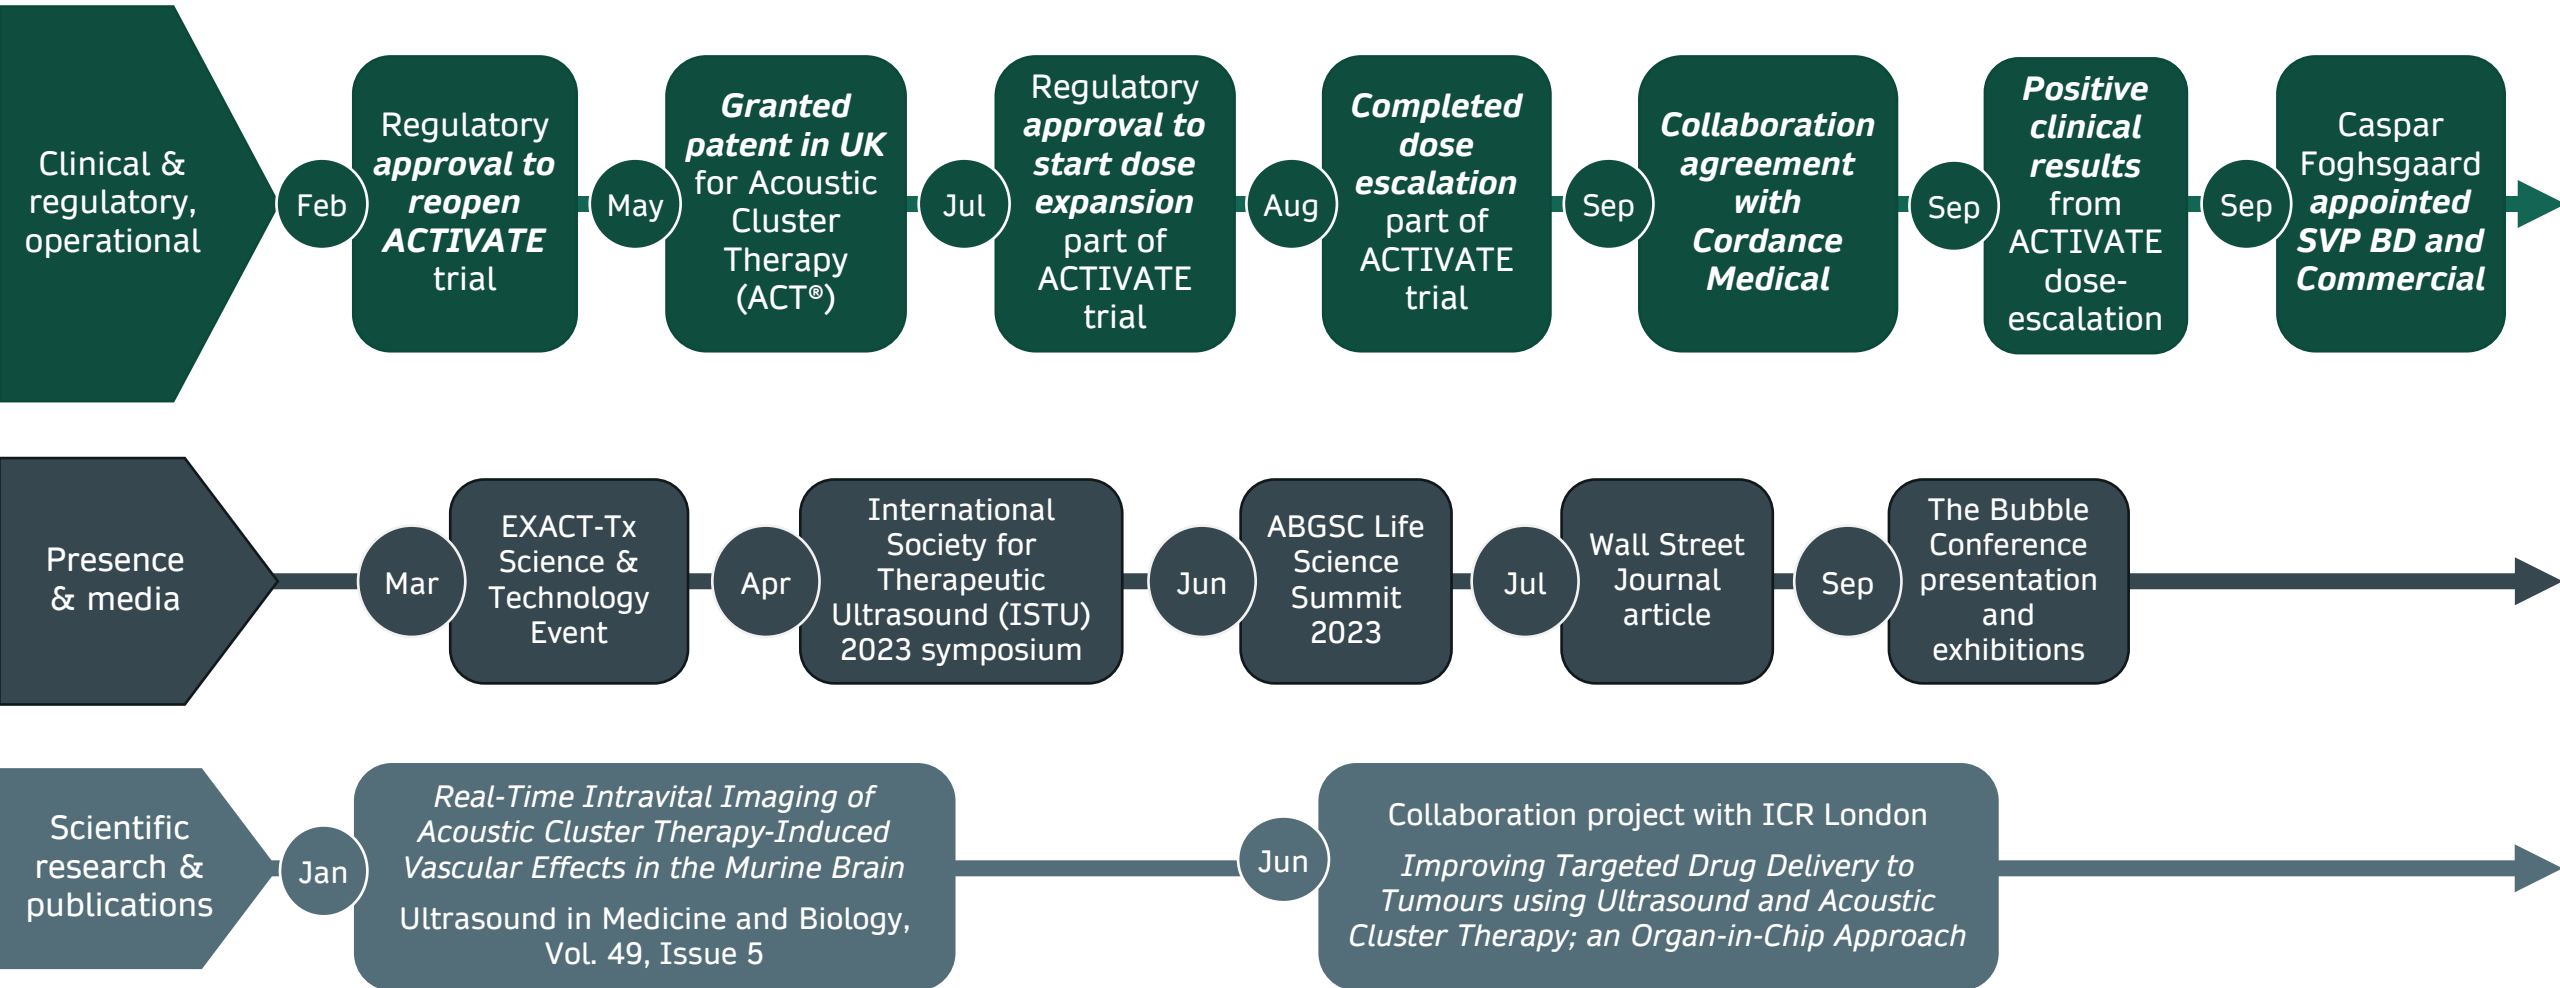 Clinical &
regulatory,
operational
Feb
Regulatory
approval to
reopen
ACTIVATE
trial
May
Granted
patent in UK
for Acoustic
Cluster
Therapy
(ACT®)
Jul
Regulatory
approval to
start dose
expansion
part of
ACTIVATE
trial
Aug
Completed
dose
escalation
part of
ACTIVATE
trial
Sep
Collaboration
agreement
with
Cordance
Medical
Sep
Positive
clinical
results
from
ACTIVATE
dose-
escalation
Sep
Caspar
Foghsgaard
appointed
SVP BD and
Commercial
Presence
& media
Mar
EXACT-Tx
Science &
Technology
Event
Apr
International
Society for
Therapeutic
Ultrasound (ISTU)
2023 symposium
Jun
ABGSC Life
Science
Summit
2023
Jul
Wall Street
Journal
article
Sep
The Bubble
Conference
presentation
and
exhibitions
Scientific
research &
publications
Jan
Real-Time Intravital Imaging of
Acoustic Cluster Therapy-Induced
Vascular Effects in the Murine Brain
Ultrasound in Medicine and Biology,
Vol. 49, Issue 5
Jun
Collaboration project with ICR London
Improving Targeted Drug Delivery to
Tumours using Ultrasound and Acoustic
Cluster Therapy; an Organ-in-Chip Approach